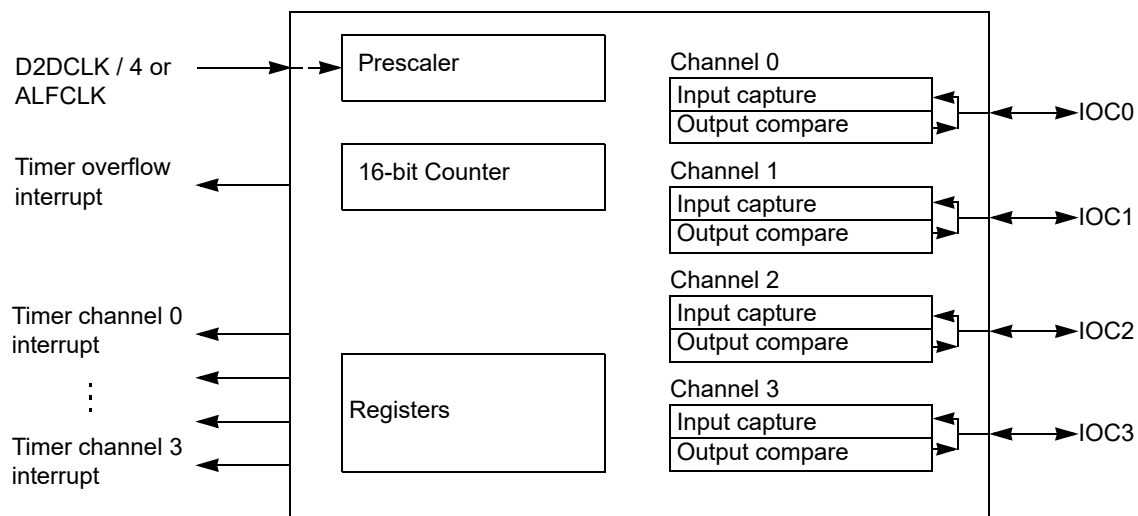 D2DCLK / 4 or
ALFCLK
Timer overflow
interrupt
Timer channel 0
interrupt
Timer channel 3
interrupt
Prescaler
16-bit Counter
Registers
Channel 0
Input capture
Output compare
Channel 1
Input capture
Output compare
Channel 2
Input capture
Output compare
Channel 3
Input capture
Output compare
IOC0
IOC1
IOC2
IOC3